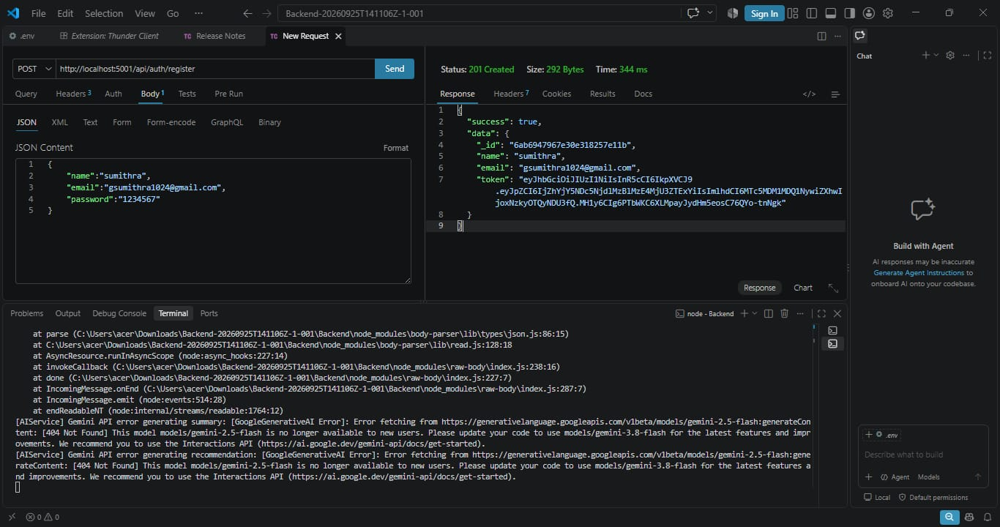 File Edit Selection View Go ···
Backend-20260925T141106Z-1-001
Sign In
.env
Extension: Thunder Client
TC Release Notes
TC New Request
POST
http://localhost:5001/api/auth/register
Send
Query Headers 3 Auth Body 1 Tests Pre Run
JSON XML Text Form Form-encode GraphQL Binary
JSON Content
Format
1 {
2 "name":"sumithra",
3 "email":"gsumithra1024@gmail.com",
4 "password":"1234567"
5 }
Status: 201 Created Size: 292 Bytes Time: 344 ms
Response Headers 7 Cookies Results Docs
</>
1 {
2 "success": true,
3 "data": {
4 "_id": "6ab6947967e30e318257e11b",
5 "name": "sumithra",
6 "email": "gsumithra1024@gmail.com",
7 "token": "eyJhbGciOiJIUzI1NiIsInR5cCI6IkpXVCJ9
.eyJpZCI6IjZhYjY5NDc5NjdlMzBlMzE4MjU3ZTExYiIsImlhdCI6MTc5MDM1MDQ1NywiZXhwI
joxNzkyOTQyNDU3fQ.MH1y6CIg6PTbWKC6XLMpayJydHm5eosC76QYo-tnNgk"
8 }
9 }
Response Chart
Chat
Build with Agent
AI responses may be inaccurate
Generate Agent Instructions to
onboard AI onto your codebase.
Problems Output Debug Console Terminal Ports
node - Backend
at parse (C:\Users\acer\Downloads\Backend-20260925T141106Z-1-001\Backend\node_modules\body-parser\lib\types\json.js:86:15)
at C:\Users\acer\Downloads\Backend-20260925T141106Z-1-001\Backend\node_modules\body-parser\lib\read.js:128:18
at AsyncResource.runInAsyncScope (node:async_hooks:227:14)
at invokeCallback (C:\Users\acer\Downloads\Backend-20260925T141106Z-1-001\Backend\node_modules\raw-body\index.js:238:16)
at done (C:\Users\acer\Downloads\Backend-20260925T141106Z-1-001\Backend\node_modules\raw-body\index.js:227:7)
at IncomingMessage.onEnd (C:\Users\acer\Downloads\Backend-20260925T141106Z-1-001\Backend\node_modules\raw-body\index.js:287:7)
at IncomingMessage.emit (node:events:514:28)
at endReadableNT (node:internal/streams/readable:1764:12)
[AIService] Gemini API error generating summary: [GoogleGenerativeAI Error]: Error fetching from https://generativelanguage.googleapis.com/v1beta/models/gemini-2.5-flash:generateCon
tent: [404 Not Found] This model models/gemini-2.5-flash is no longer available to new users. Please update your code to use models/gemini-3.8-flash for the latest features and impr
ovements. We recommend you to use the Interactions API (https://ai.google.dev/gemini-api/docs/get-started).
[AIService] Gemini API error generating recommendation: [GoogleGenerativeAI Error]: Error fetching from https://generativelanguage.googleapis.com/v1beta/models/gemini-2.5-flash:gene
rateContent: [404 Not Found] This model models/gemini-2.5-flash is no longer available to new users. Please update your code to use models/gemini-3.8-flash for the latest features a
nd improvements. We recommend you to use the Interactions API (https://ai.google.dev/gemini-api/docs/get-started).
.env
Describe what to build
Agent Models
Local Default permissions
0 0